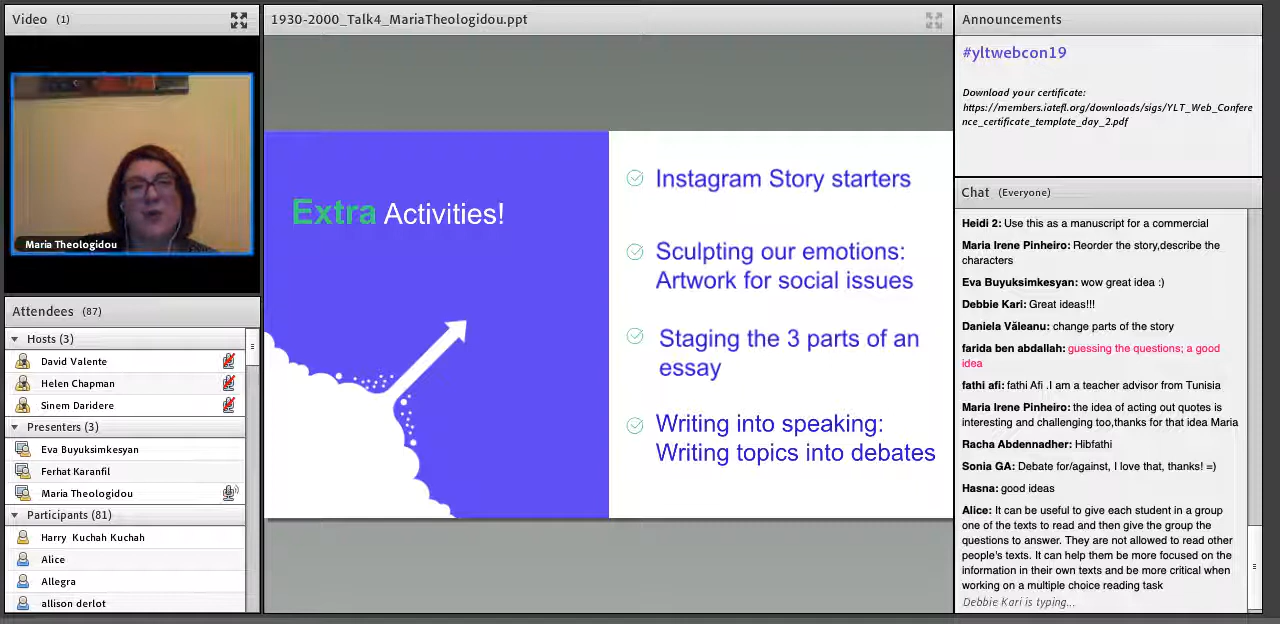 Video (1)
Maria Theologidou
Attendees (87)
Hosts (3)
David Valente
Helen Chapman
Sinem Daridere
Presenters (3)
Eva Buyuksimkesyan
Ferhat Karanfil
Maria Theologidou
Participants (81)
Harry Kuchah Kuchah
Alice
Allegra
allison derlot
1930-2000_Talk4_MariaTheologidou.ppt
Extra Activities!
Instagram Story starters
Sculpting our emotions:
Artwork for social issues
Staging the 3 parts of an
essay
Writing into speaking:
Writing topics into debates
Announcements
#yltwebcon19
Download your certificate:
https://members.iatefl.org/downloads/sigs/YLT_Web_Confere
nce_certificate_template_day_2.pdf
Chat (Everyone)
Heidi 2: Use this as a manuscript for a commercial
Maria Irene Pinheiro: Reorder the story,describe the
characters
Eva Buyuksimkesyan: wow great idea :)
Debbie Kari: Great ideas!!!
Daniela Văleanu: change parts of the story
farida ben abdallah: guessing the questions; a good
idea
fathi afi: fathi Afi .I am a teacher advisor from Tunisia
Maria Irene Pinheiro: the idea of acting out quotes is
interesting and challenging too,thanks for that idea Maria
Racha Abdennadher: Hibfathi
Sonia GA: Debate for/against, I love that, thanks! =)
Hasna: good ideas
Alice: It can be useful to give each student in a group
one of the texts to read and then give the group the
questions to answer. They are not allowed to read other
people's texts. It can help them be more focused on the
information in their own texts and be more critical when
working on a multiple choice reading task
Debbie Kari is typing...